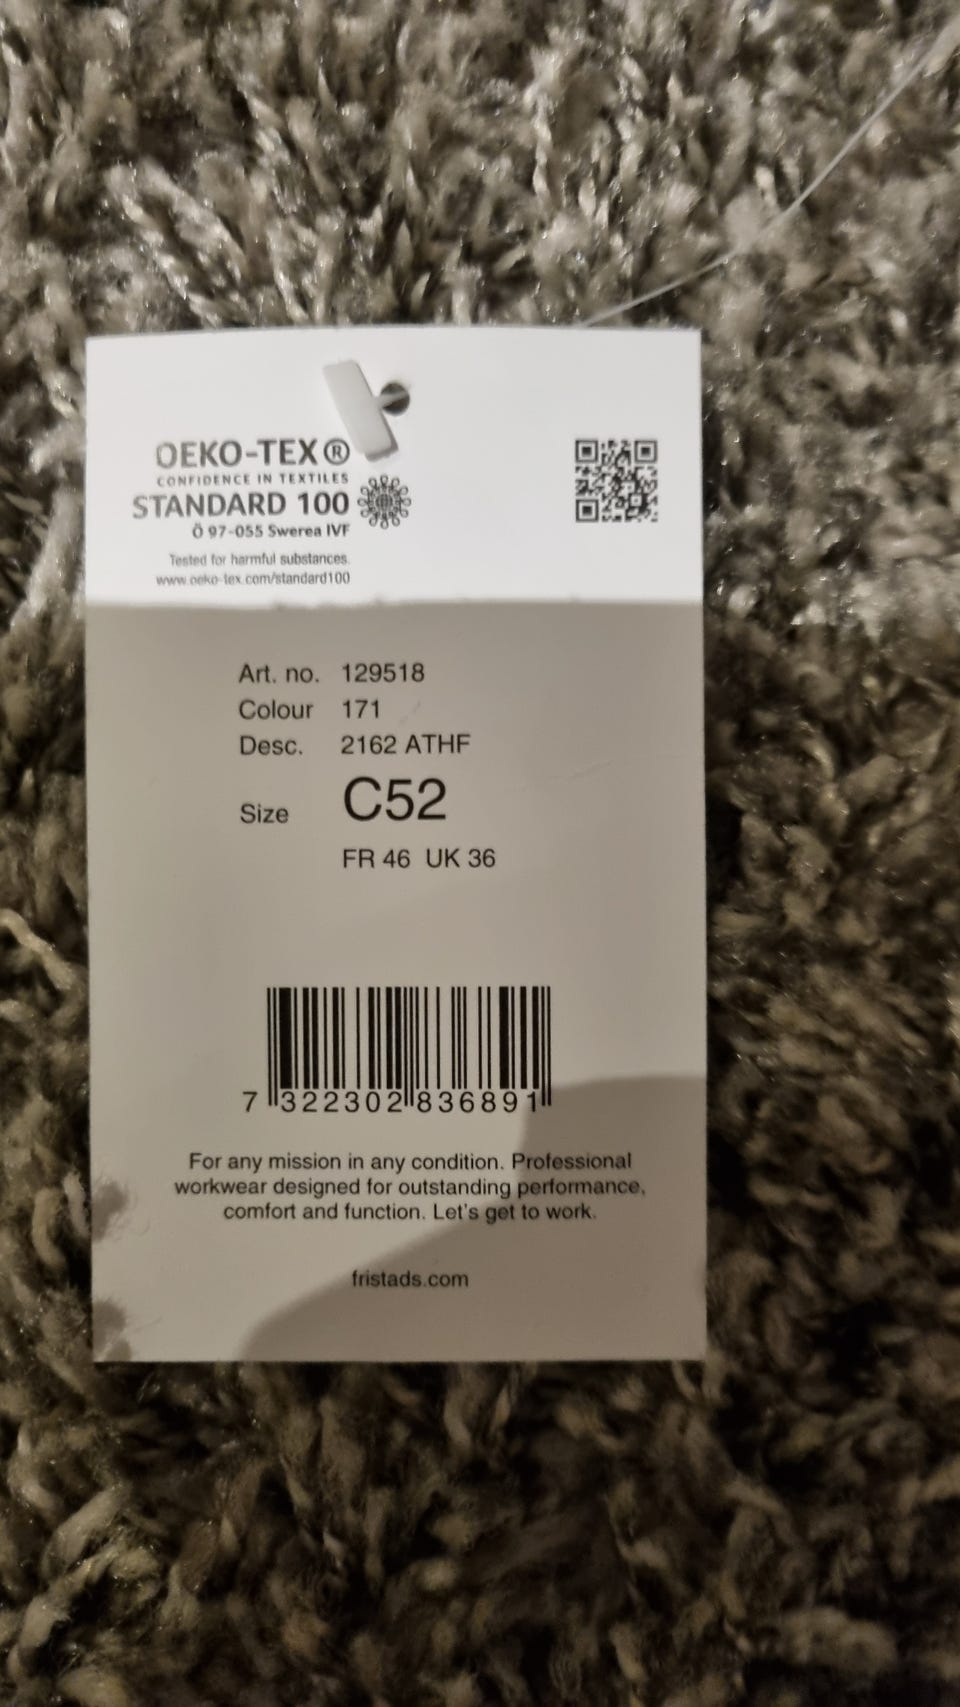 OEKO-TEX®
CONFIDENCE IN TEXTILES
STANDARD 100
Ö 97-055 Swerea IVF
Tested for harmful substances.
www.oeko-tex.com/standard100
Art. no. 129518
Colour 171
Desc. 2162 ATHF
Size C52
FR 46 UK 36
7 322302 836891
For any mission in any condition. Professional
workwear designed for outstanding performance,
comfort and function. Let's get to work.
fristads.com